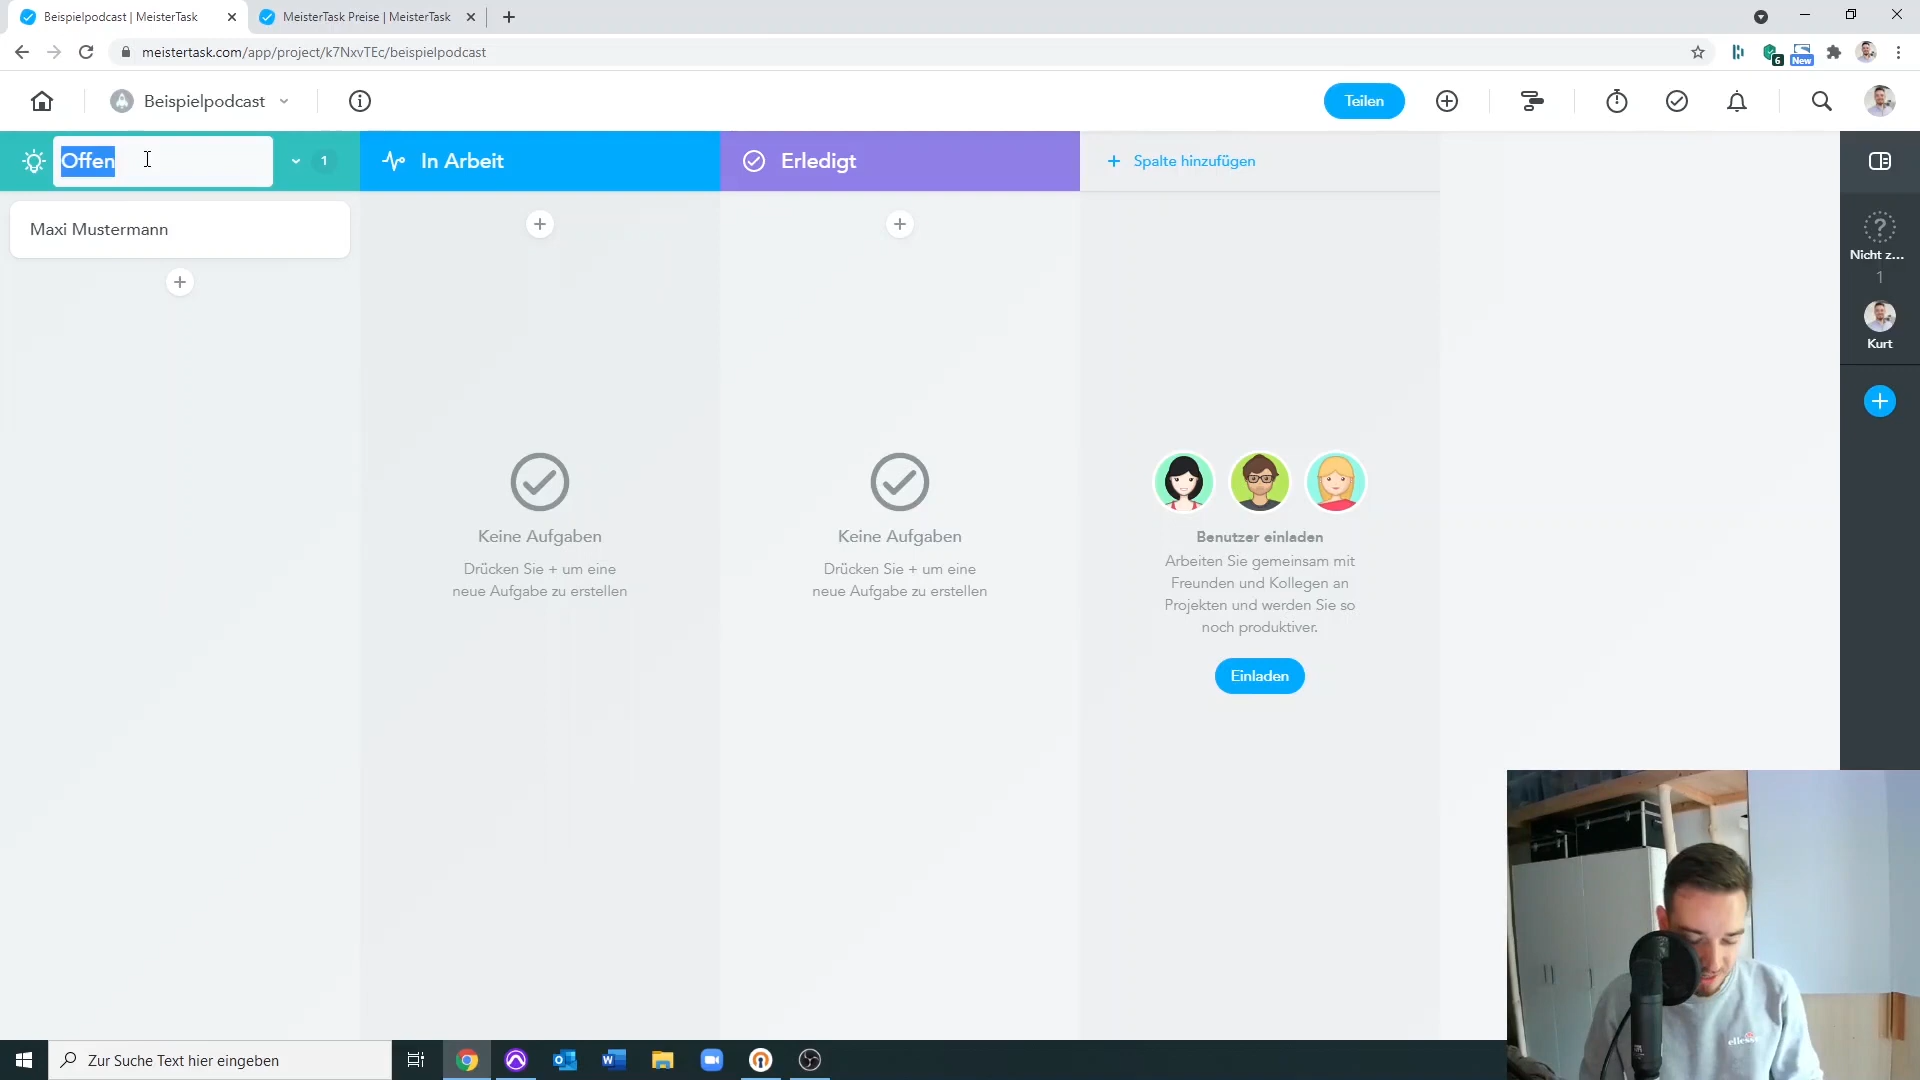 Beispielpodcast | MeisterTask
MeisterTask Preise | MeisterTask
meistertask.com/app/project/k7NxvTEc/beispielpodcast
6
New
Beispielpodcast
Teilen
Offen
1
In Arbeit
Erledigt
Spalte hinzufügen
Maxi Mustermann
Nicht z...
1
Kurt
Keine Aufgaben
Drücken Sie + um eine
neue Aufgabe zu erstellen
Keine Aufgaben
Drücken Sie + um eine
neue Aufgabe zu erstellen
Benutzer einladen
Arbeiten Sie gemeinsam mit
Freunden und Kollegen an
Projekten und werden Sie so
noch produktiver.
Einladen
Zur Suche Text hier eingeben